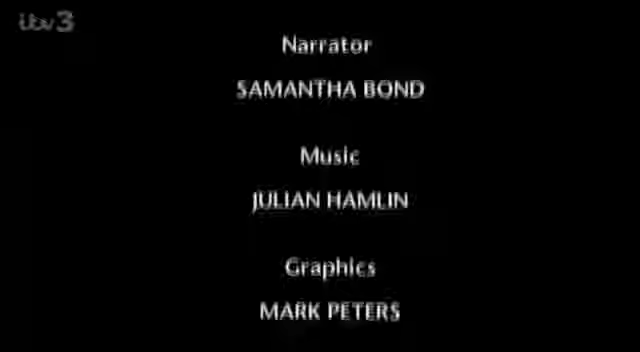 itv3
Narrator
SAMANTHA BOND
Music
JULIAN HAMLIN
Graphics
MARK PETERS